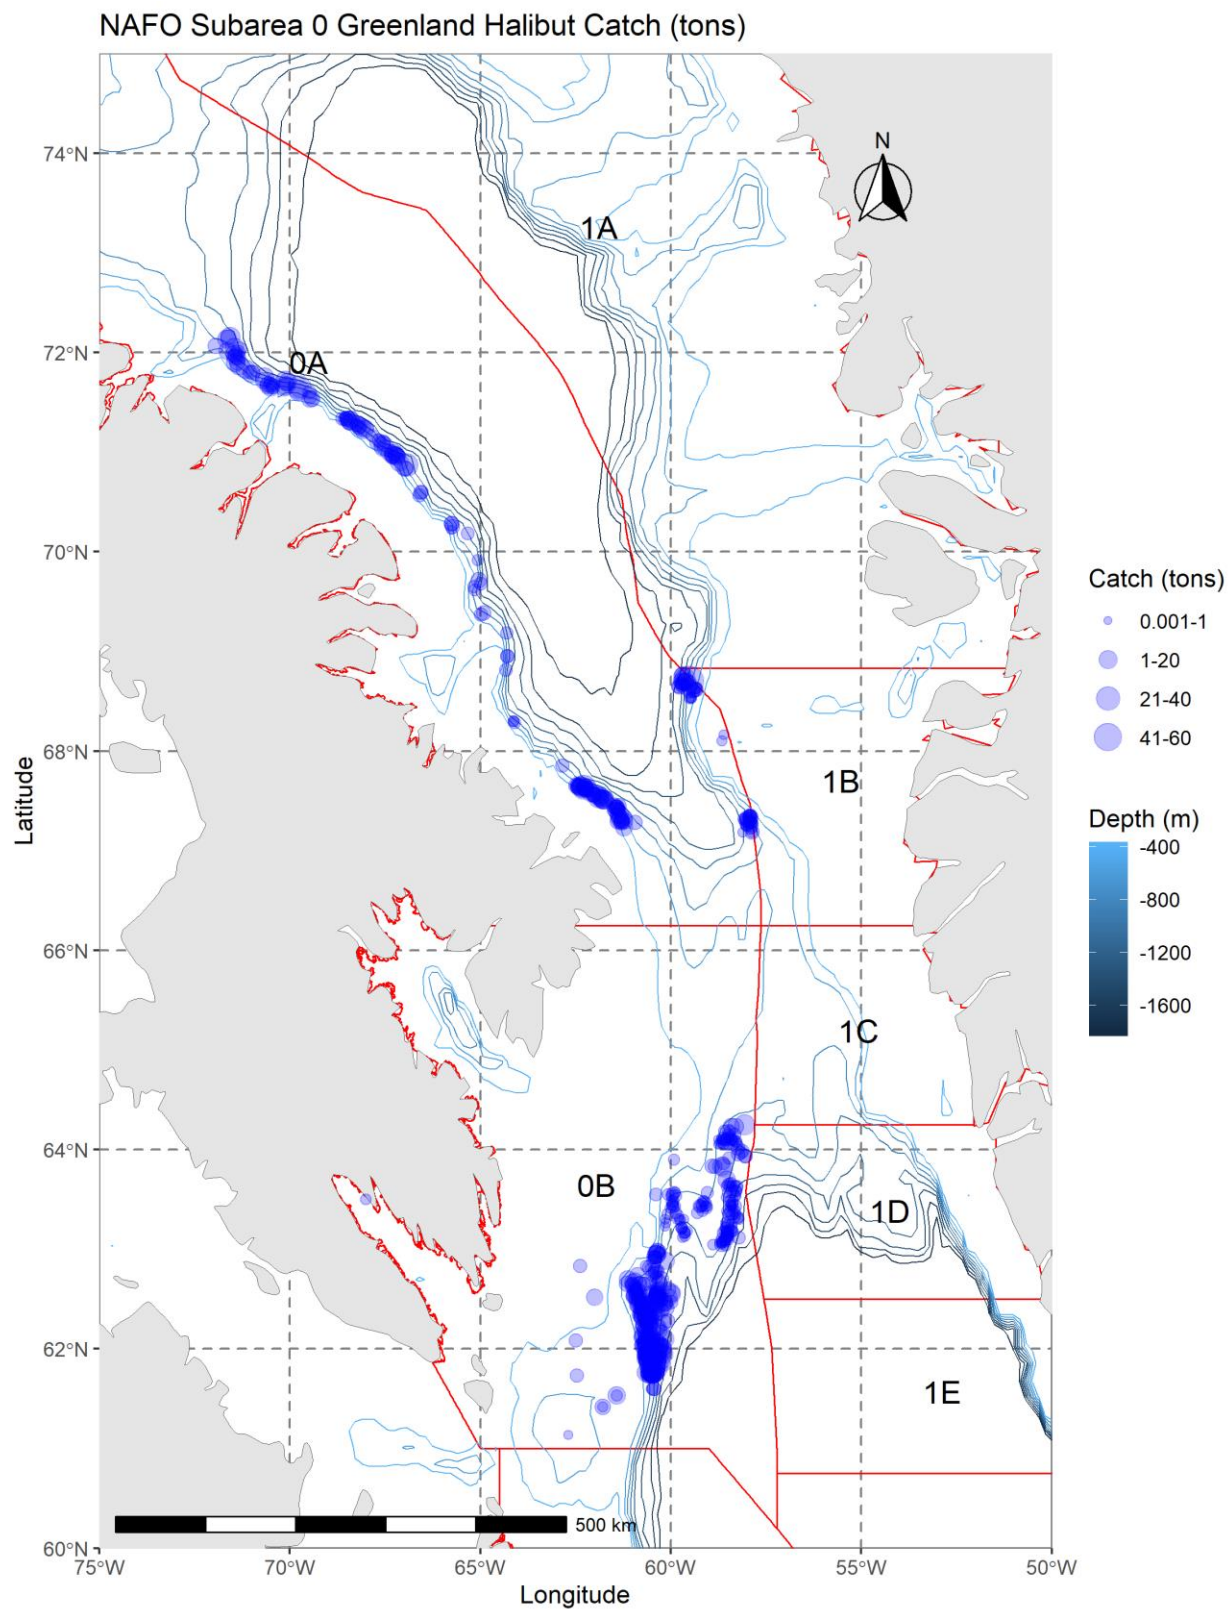 NAFO Subarea 0 Greenland Halibut Catch (tons)
N
74°N
1A
72°N
0A
70°N
68°N
1B
66°N
1C
64°N
0B
1D
62°N
1E
60°N
500 km
75°W
70°W
65°W
60°W
55°W
50°W
Longitude
Latitude
Catch (tons)
0.001-1
1-20
21-40
41-60
Depth (m)
-400
-800
-1200
-1600